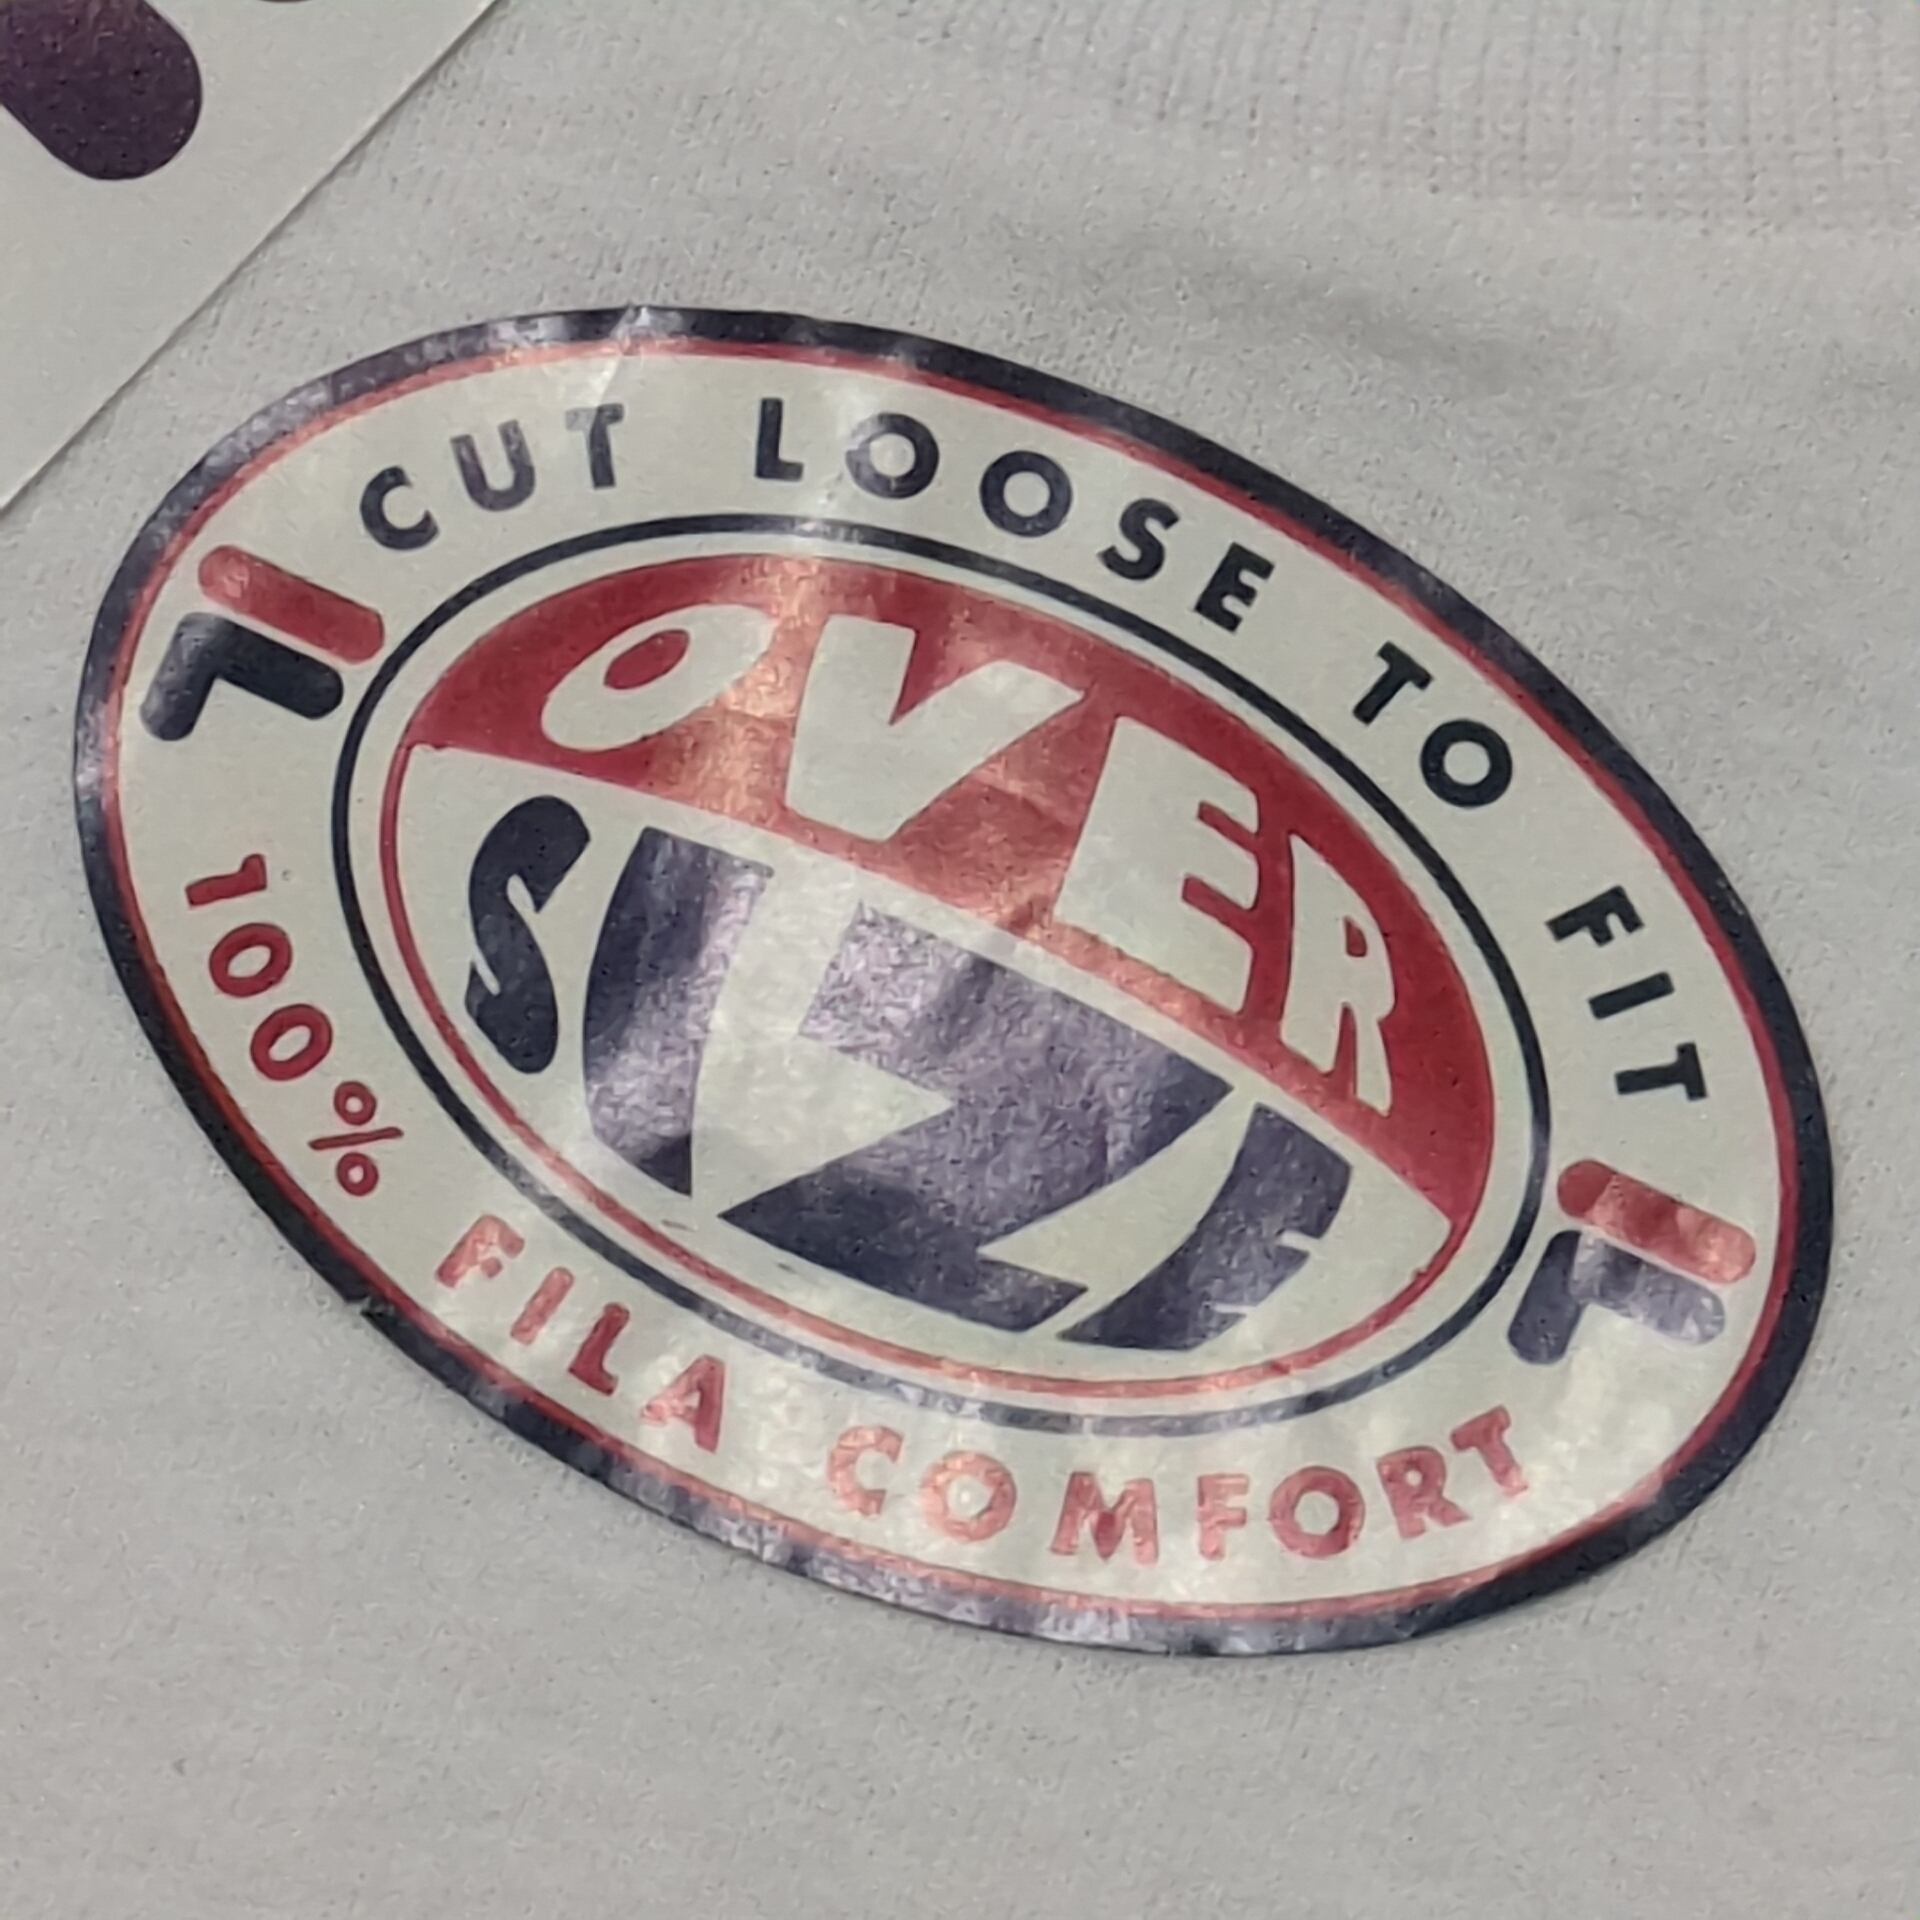 CUT LOOSE TO FIT
OVER
SIZE
100% FILA COMFORT